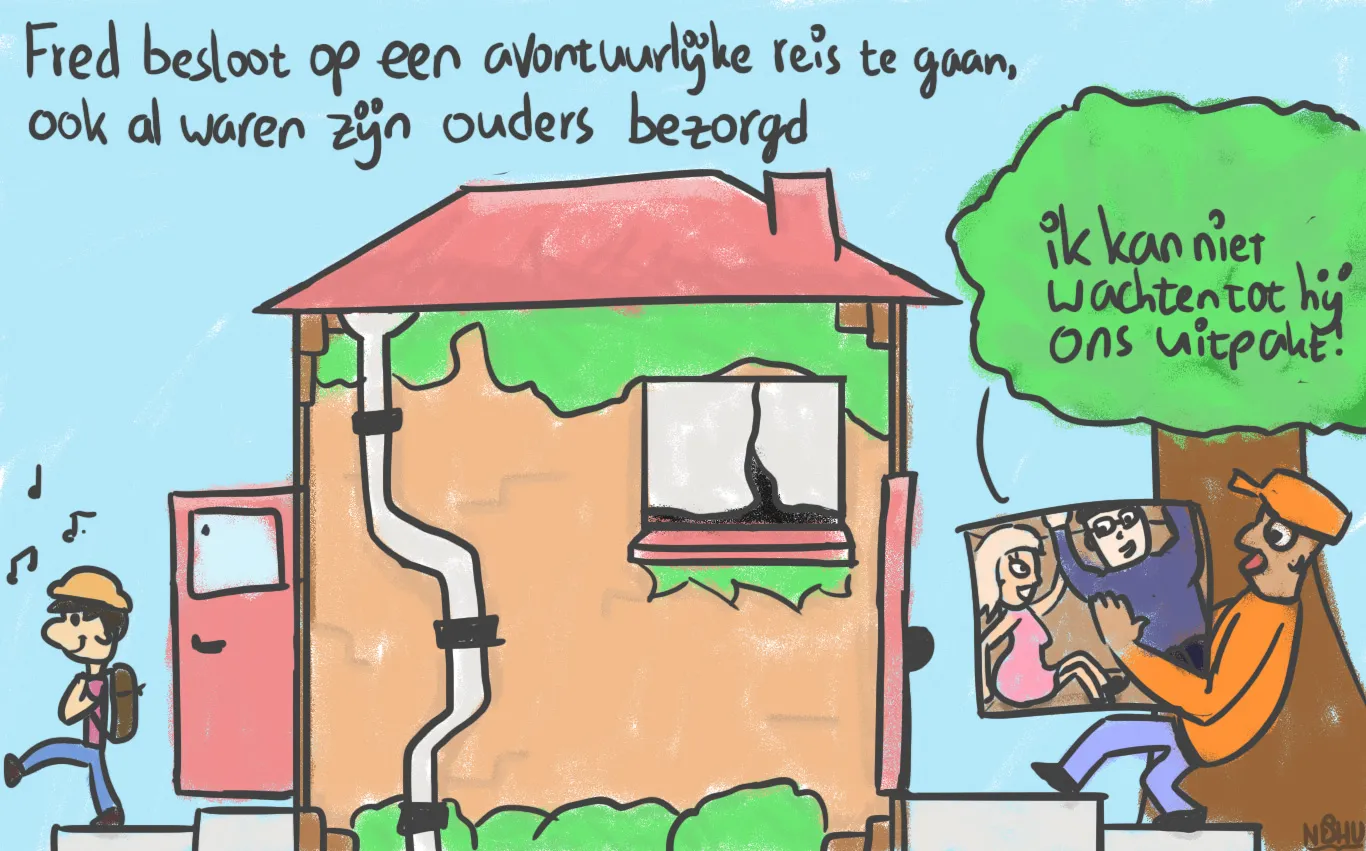 Fred besloot op een avontuurlijke reis te gaan,
ook al waren zijn ouders bezorgd
ik kan niet
wachten tot hij
ons uitpakt!
NOHU